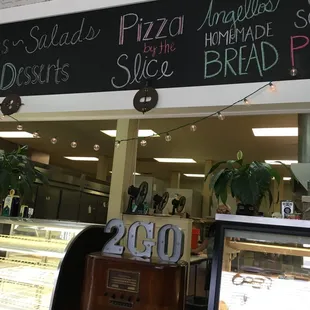 s ~ Salads
Desserts
Pizza
by the
Slice
Angello's
HOMEMADE
BREAD
S
P
2GO